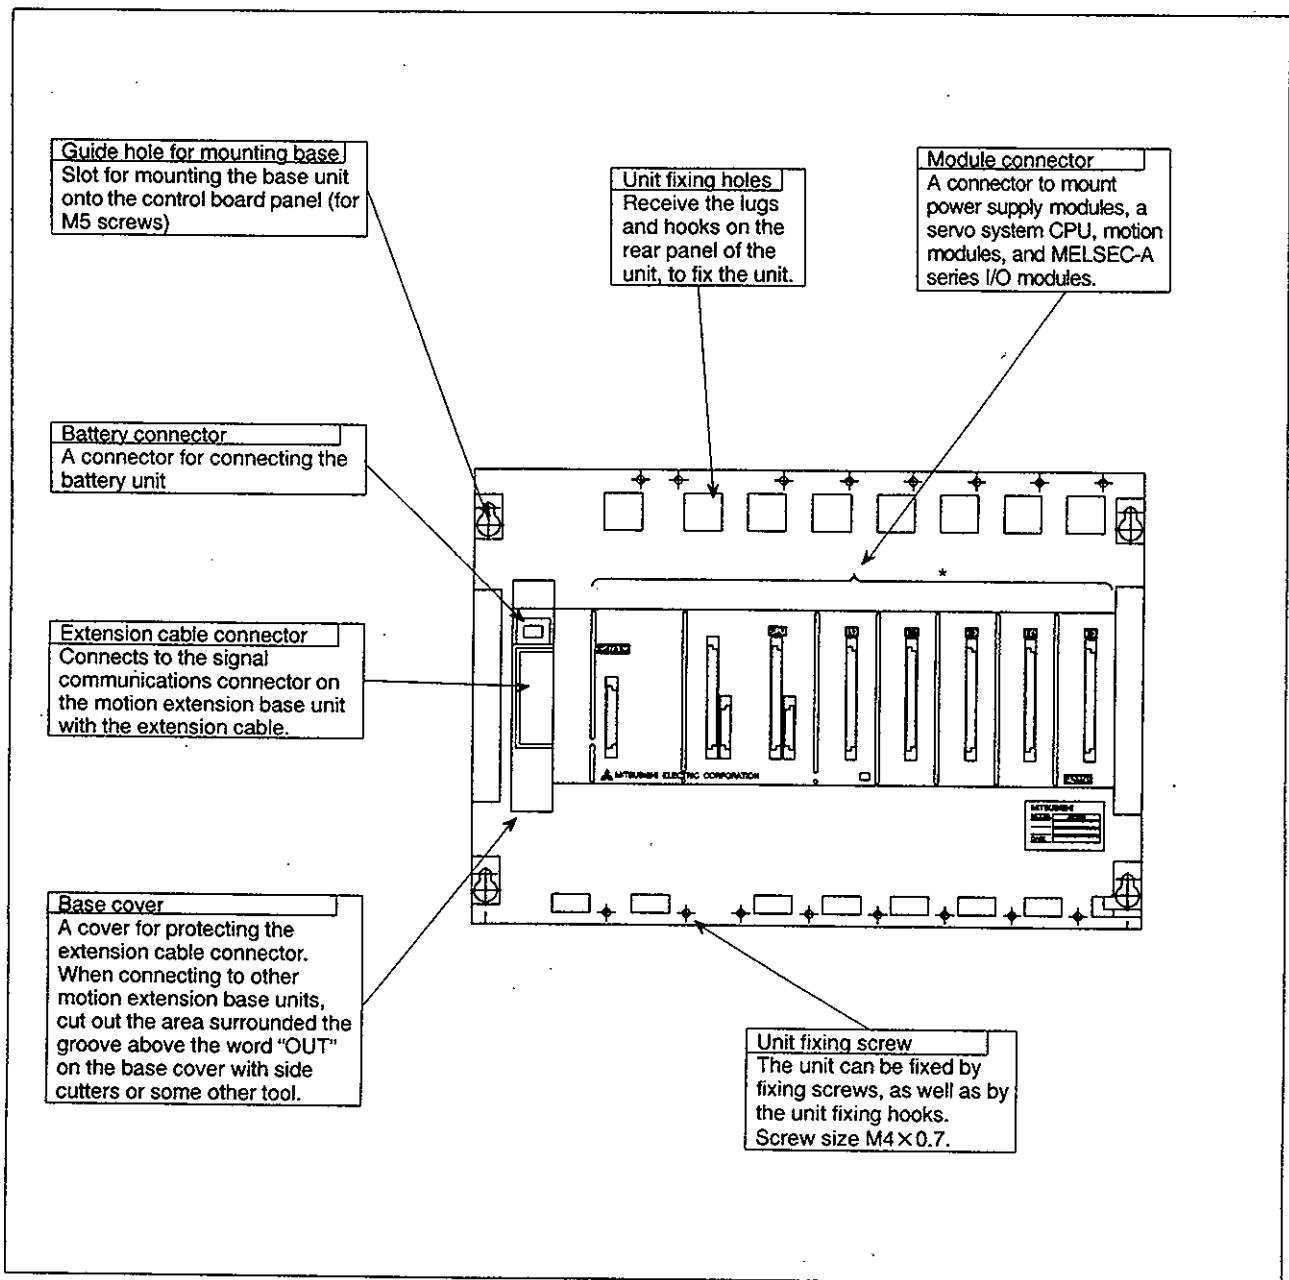 Guide hole for mounting base
Slot for mounting the base unit
onto the control board panel (for
M5 screws)
Unit fixing holes
Receive the lugs
and hooks on the
rear panel of the
unit, to fix the unit.
Module connector
A connector to mount
power supply modules, a
servo system CPU, motion
modules, and MELSEC-A
series I/O modules.
Battery connector
A connector for connecting the
battery unit
*
Extension cable connector
Connects to the signal
communications connector on
the motion extension base unit
with the extension cable.
MITSUBISHI ELECTRIC CORPORATION
MITSUBISHI
Base cover
A cover for protecting the
extension cable connector.
When connecting to other
motion extension base units,
cut out the area surrounded the
groove above the word “OUT”
on the base cover with side
cutters or some other tool.
Unit fixing screw
The unit can be fixed by
fixing screws, as well as by
the unit fixing hooks.
Screw size M4×0.7.